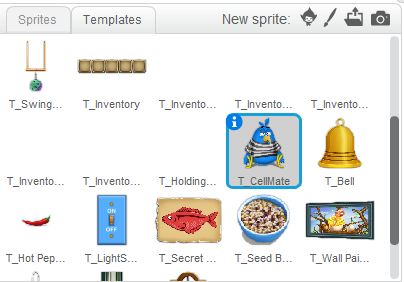 Sprites Templates New sprite:
T_Swing... T_Inventory T_Invento... T_Invento... T_Invento...
T_Invento... T_Invento... T_Holding... T_CellMate T_Bell
ON
OFF
T_Hot Pep... T_LightS... T_Secret ... T_Seed B... T_Wall Pai...